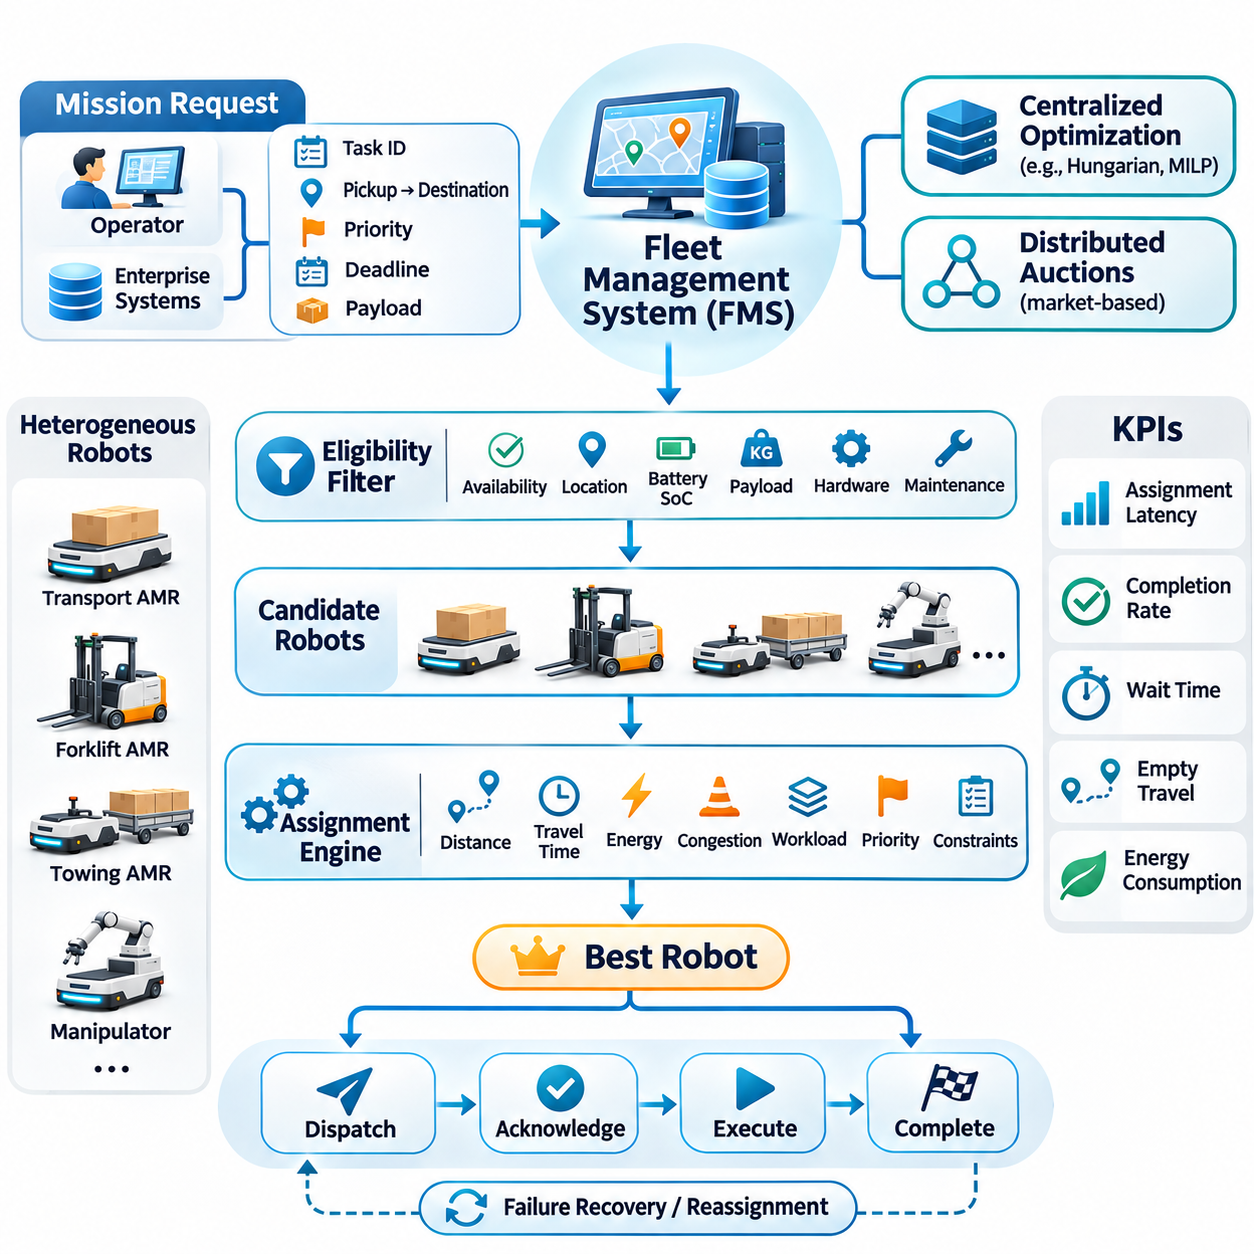 Mission Request
Operator
Enterprise
Systems
Task ID
Pickup → Destination
Priority
Deadline
Payload
Fleet
Management
System (FMS)
Centralized
Optimization
(e.g., Hungarian, MILP)
Distributed
Auctions
(market-based)
Heterogeneous
Robots
Transport AMR
Forklift AMR
Towing AMR
Manipulator
...
Eligibility
Filter
Availability
Location
Battery
SoC
KG
Payload
Hardware
Maintenance
Candidate
Robots
...
Assignment
Engine
Distance
Travel
Time
Energy
Congestion
Workload
Priority
Constraints
KPIs
Assignment
Latency
Completion
Rate
Wait Time
Empty
Travel
Energy
Consumption
Best Robot
Dispatch
Acknowledge
Execute
Complete
Failure Recovery / Reassignment